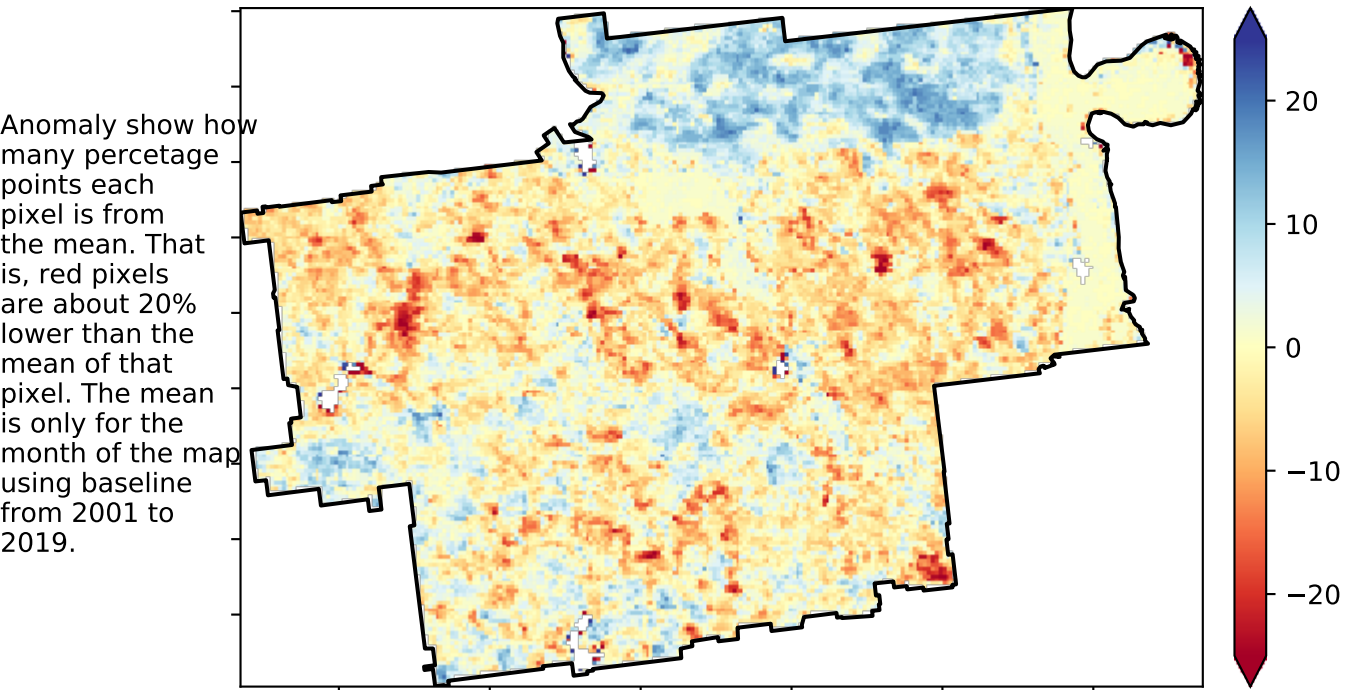 Anomaly show how
many percetage
points each
pixel is from
the mean. That
is, red pixels
are about 20%
lower than the
mean of that
pixel. The mean
is only for the
month of the map
using baseline
from 2001 to
2019.
20
10
0
−10
−20